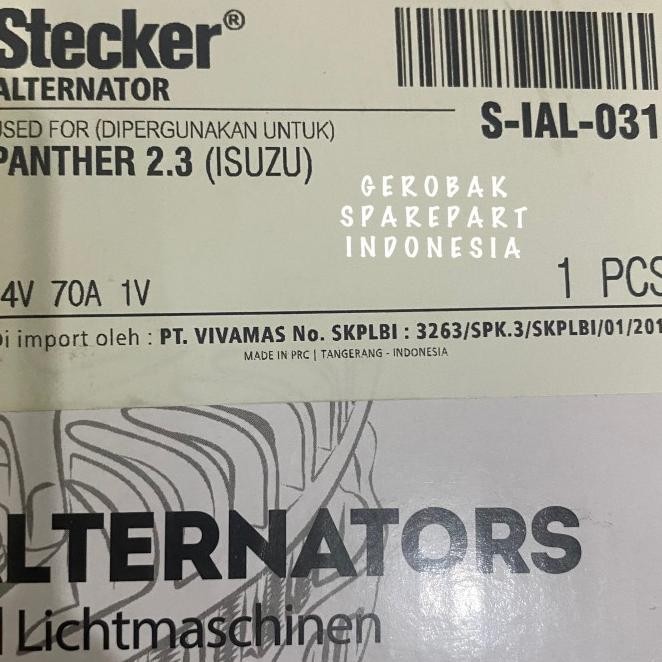 Stecker®
ALTERNATOR
S-IAL-031
USED FOR (DIPERGUNAKAN UNTUK)
PANTHER 2.3 (ISUZU)
GEROBAK
SPAREPART
INDONESIA
4V 70A 1V
1 PCS
Di import oleh : PT. VIVAMAS No. SKPLBI : 3263/SPK.3/SKPLBI/01/201
MADE IN PRC | TANGERANG - INDONESIA
ALTERNATORS
Lichtmaschinen